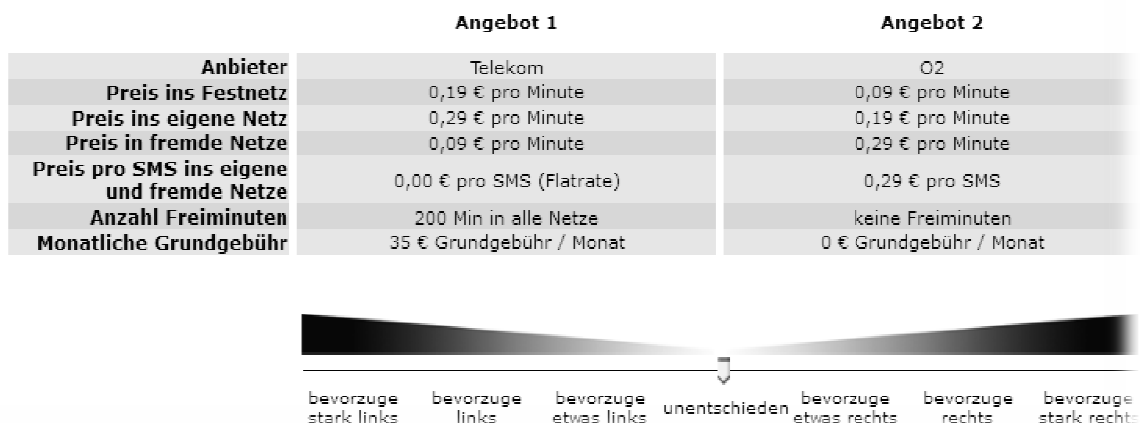 Angebot 1 Angebot 2
Anbieter Telekom O2
Preis ins Festnetz 0,19 € pro Minute 0,09 € pro Minute
Preis ins eigene Netz 0,29 € pro Minute 0,19 € pro Minute
Preis in fremde Netze 0,09 € pro Minute 0,29 € pro Minute
Preis pro SMS ins eigene
und fremde Netze 0,00 € pro SMS (Flatrate) 0,29 € pro SMS
Anzahl Freiminuten 200 Min in alle Netze keine Freiminuten
Monatliche Grundgebühr 35 € Grundgebühr / Monat 0 € Grundgebühr / Monat
bevorzuge bevorzuge bevorzuge unentschieden bevorzuge bevorzuge bevorzuge
stark links links etwas links etwas rechts rechts stark rechts